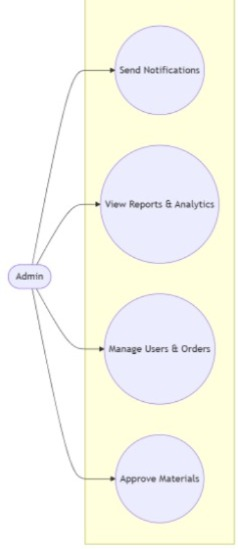 Send Notifications
View Reports & Analytics
Admin
Manage Users & Orders
Approve Materials